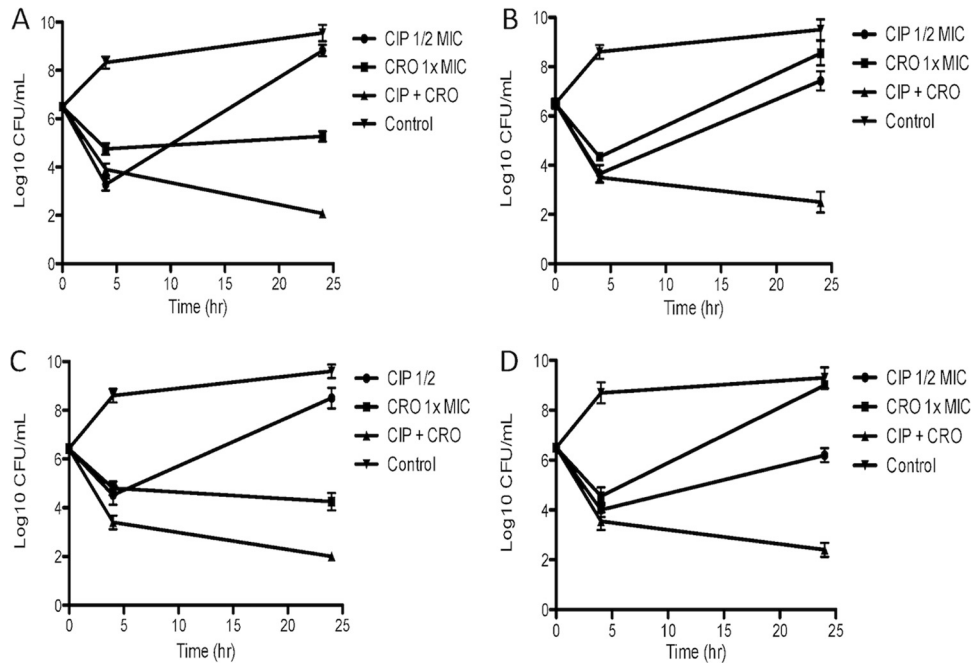 A
Log10 CFU/mL
10
8
6
4
2
0
0 5 10 15 20 25
Time (hr)
CIP 1/2 MIC
CRO 1x MIC
CIP + CRO
Control
B
Log10 CFU/mL
10
8
6
4
2
0
0 5 10 15 20 25
Time (hr)
CIP 1/2 MIC
CRO 1x MIC
CIP + CRO
Control
C
Log10 CFU/mL
10
8
6
4
2
0
0 5 10 15 20 25
Time (hr)
CIP 1/2
CRO 1x MIC
CIP + CRO
Control
D
Log10 CFU/mL
10
8
6
4
2
0
0 5 10 15 20 25
Time (hr)
CIP 1/2 MIC
CRO 1x MIC
CIP + CRO
Control